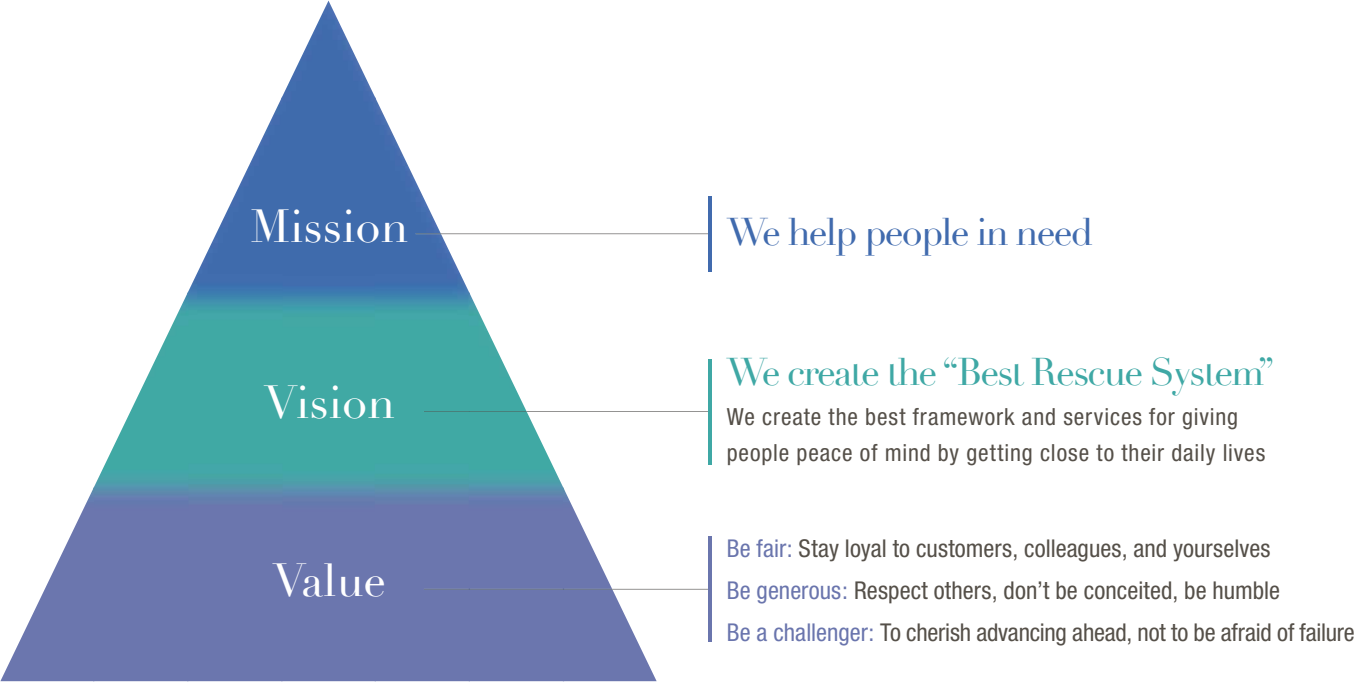 Mission
We help people in need
Vision
We create the “Best Rescue System”
We create the best framework and services for giving
people peace of mind by getting close to their daily lives
Value
Be fair: Stay loyal to customers, colleagues, and yourselves
Be generous: Respect others, don’t be conceited, be humble
Be a challenger: To cherish advancing ahead, not to be afraid of failure